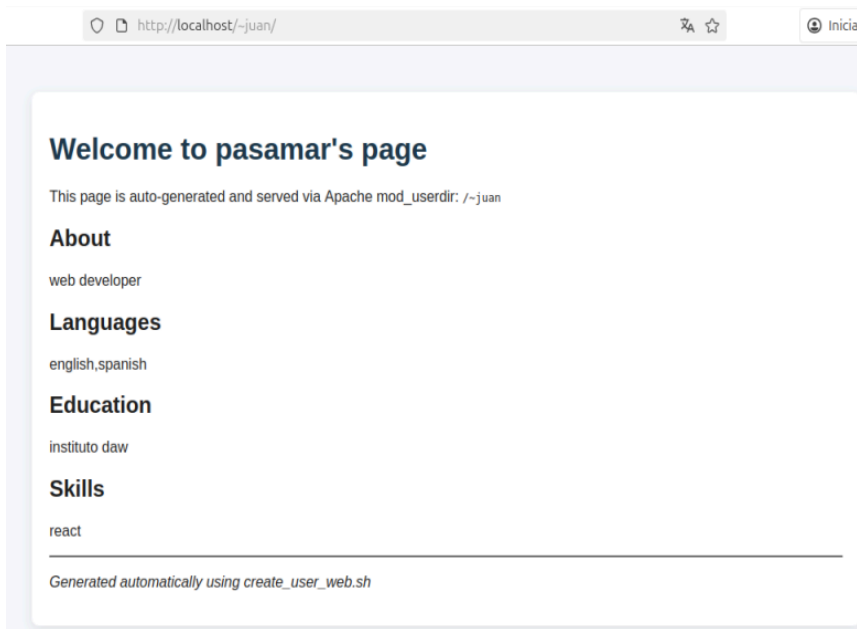 http://localhost/~juan/
Inicia
Welcome to pasamar's page
This page is auto-generated and served via Apache mod_userdir: /~juan
About
web developer
Languages
english,spanish
Education
instituto daw
Skills
react
Generated automatically using create_user_web.sh